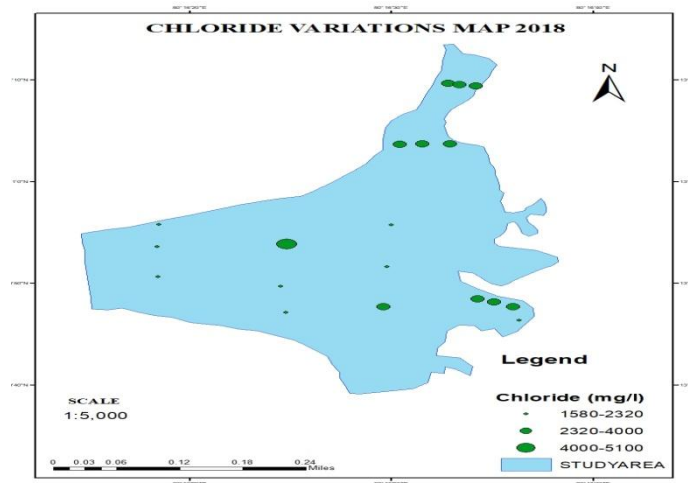 CHLORIDE VARIATIONS MAP 2018
N
Legend
Chloride (mg/l)
1580-2320
2320-4000
4000-5100
STUDYAREA
SCALE
1:5,000
0 0.03 0.06 0.12 0.18 0.24
Miles